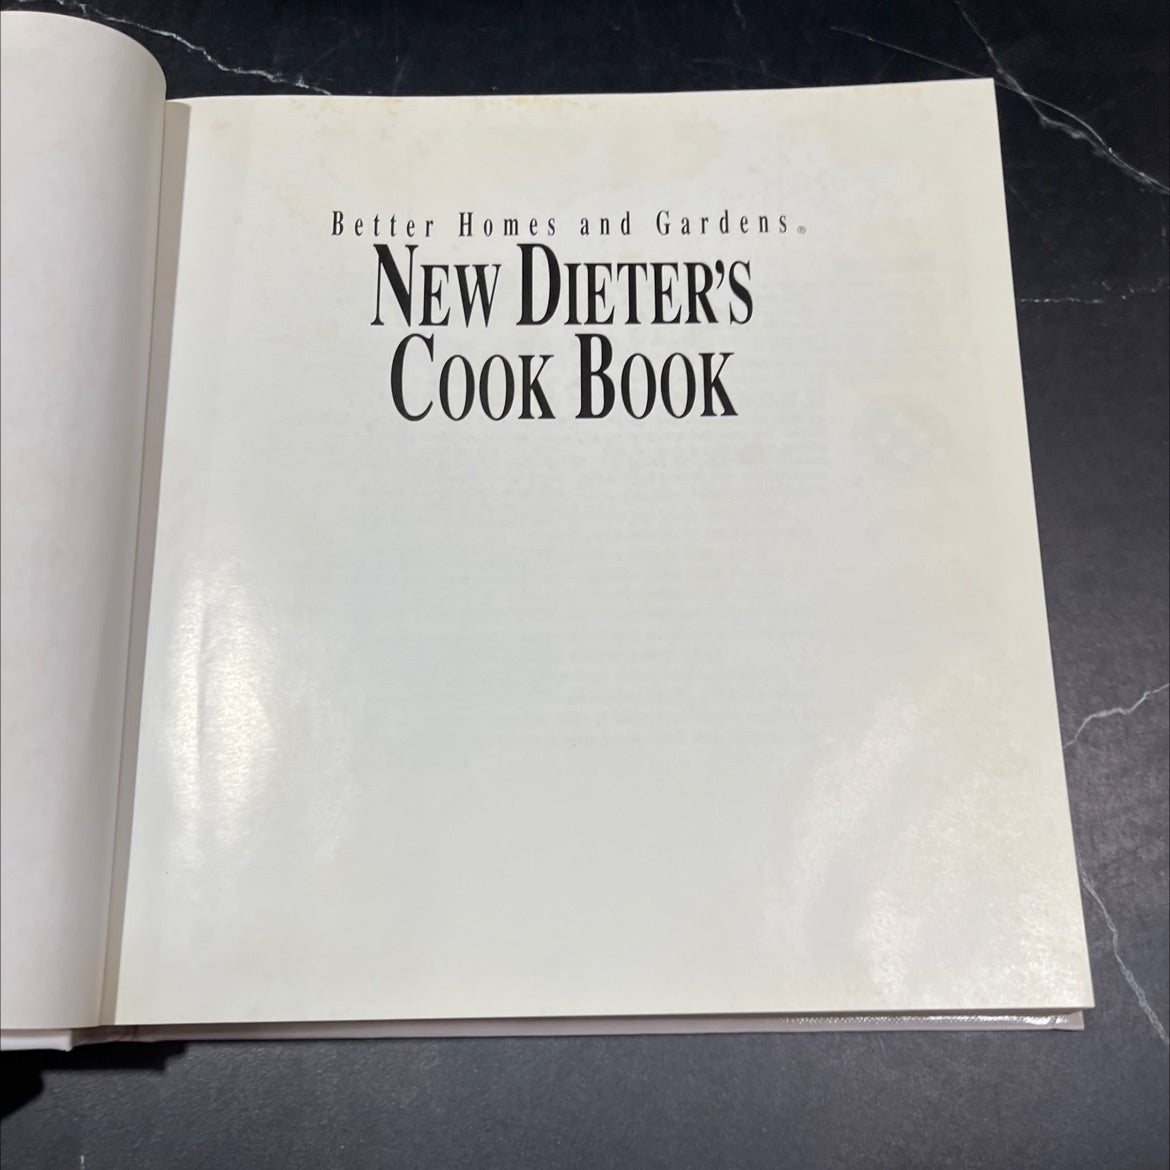 Better Homes and Gardens®
NEW DIETER'S
COOK BOOK